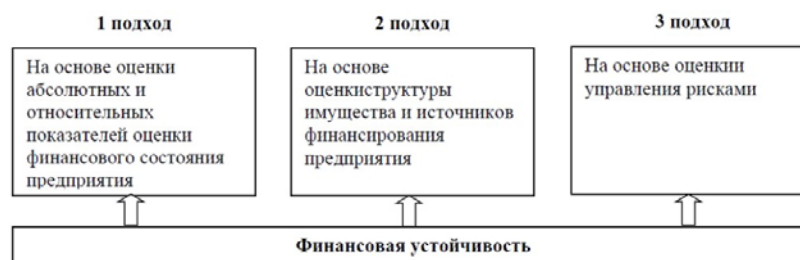 1 подход
2 подход
3 подход
На основе оценки
абсолютных и
относительных
показателей оценки
финансового состояния
предприятия
На основе
оценкиструктуры
имущества и источников
финансирования
предприятия
На основе оценкии
управления рисками
Финансовая устойчивость